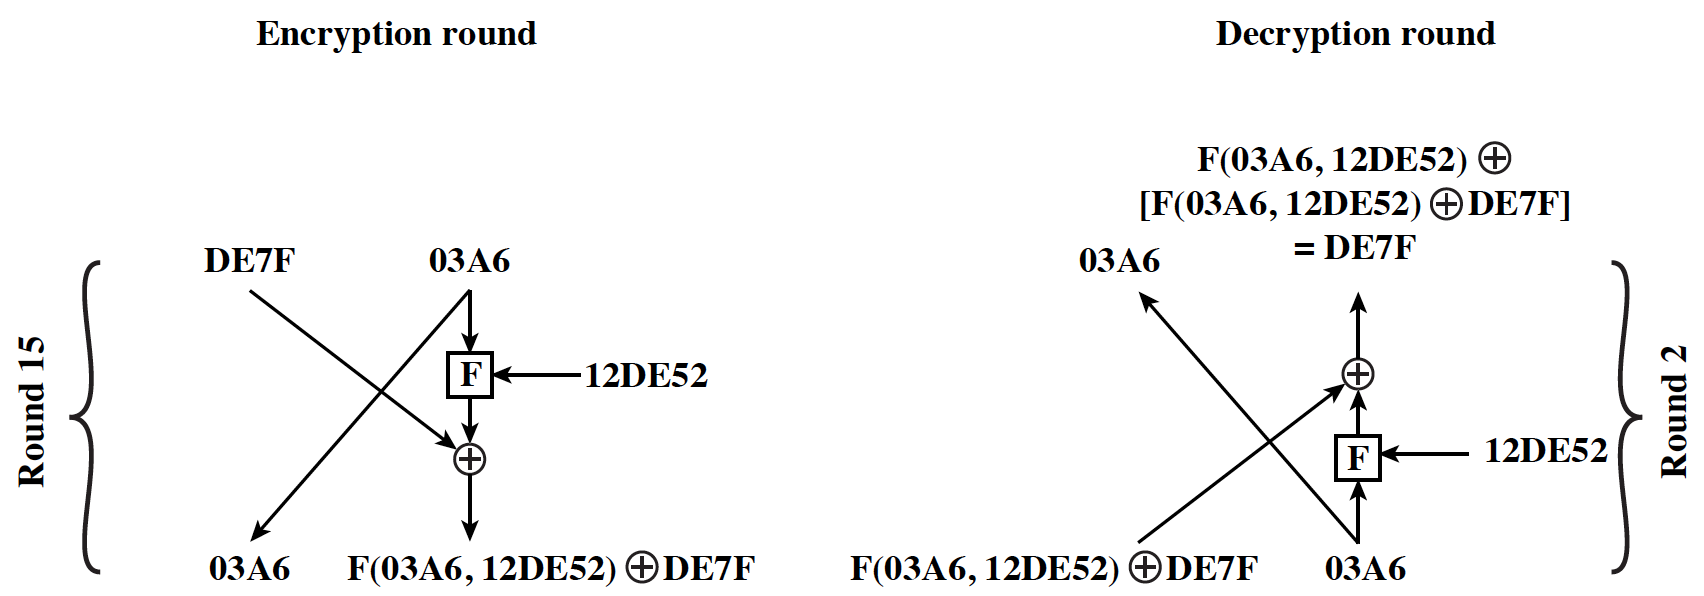 Encryption round
Decryption round
F(03A6, 12DE52) ⊕
[F(03A6, 12DE52) ⊕ DE7F]
= DE7F
DE7F 03A6
03A6
Round 15
F
12DE52
⊕
03A6 F(03A6, 12DE52) ⊕ DE7F
⊕
F
12DE52
Round 2
F(03A6, 12DE52) ⊕ DE7F 03A6